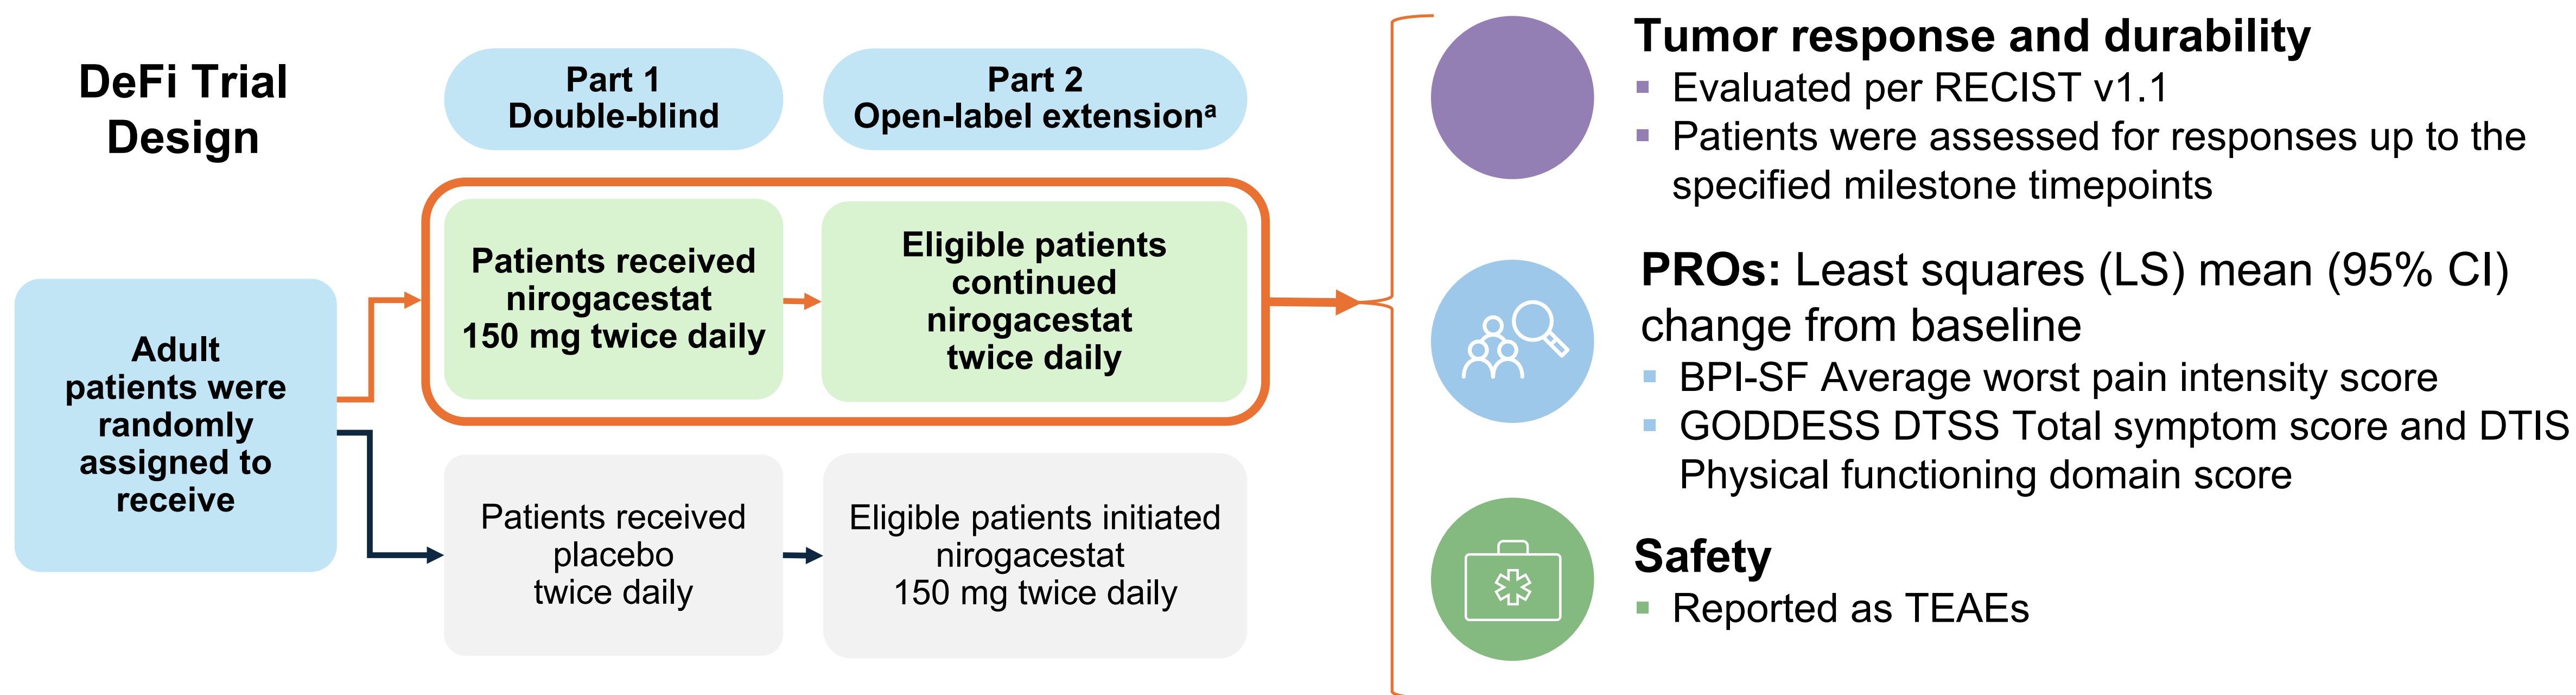 DeFi Trial
Design
Part 1
Double-blind
Part 2
Open-label extensionᵃ
Adult
patients were
randomly
assigned to
receive
Patients received
nirogacestat
150 mg twice daily
Eligible patients
continued
nirogacestat
twice daily
Patients received
placebo
twice daily
Eligible patients initiated
nirogacestat
150 mg twice daily
Tumor response and durability
▪ Evaluated per RECIST v1.1
▪ Patients were assessed for responses up to the
specified milestone timepoints
PROs: Least squares (LS) mean (95% CI)
change from baseline
▪ BPI-SF Average worst pain intensity score
▪ GODDESS DTSS Total symptom score and DTIS
Physical functioning domain score
Safety
▪ Reported as TEAEs